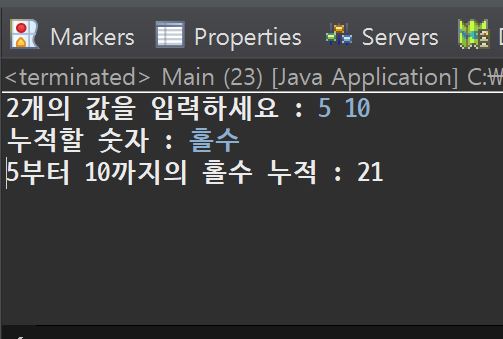 Markers Properties Servers
<terminated> Main (23) [Java Application] C:₩
2개의 값을 입력하세요 : 5 10
누적할 숫자 : 홀수
5부터 10까지의 홀수 누적 : 21